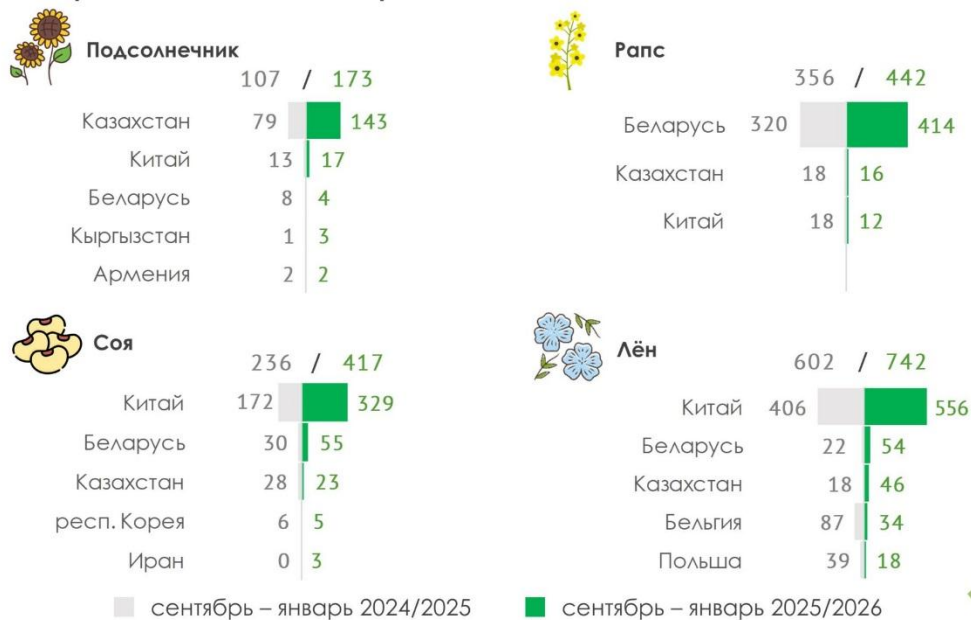 Подсолнечник
107 / 173
Казахстан 79 143
Китай 13 17
Беларусь 8 4
Кыргызстан 1 3
Армения 2 2
Рапс
356 / 442
Беларусь 320 414
Казахстан 18 16
Китай 18 12
Соя
236 / 417
Китай 172 329
Беларусь 30 55
Казахстан 28 23
респ. Корея 6 5
Иран 0 3
Лён
602 / 742
Китай 406 556
Беларусь 22 54
Казахстан 18 46
Бельгия 87 34
Польша 39 18
сентябрь – январь 2024/2025 сентябрь – январь 2025/2026